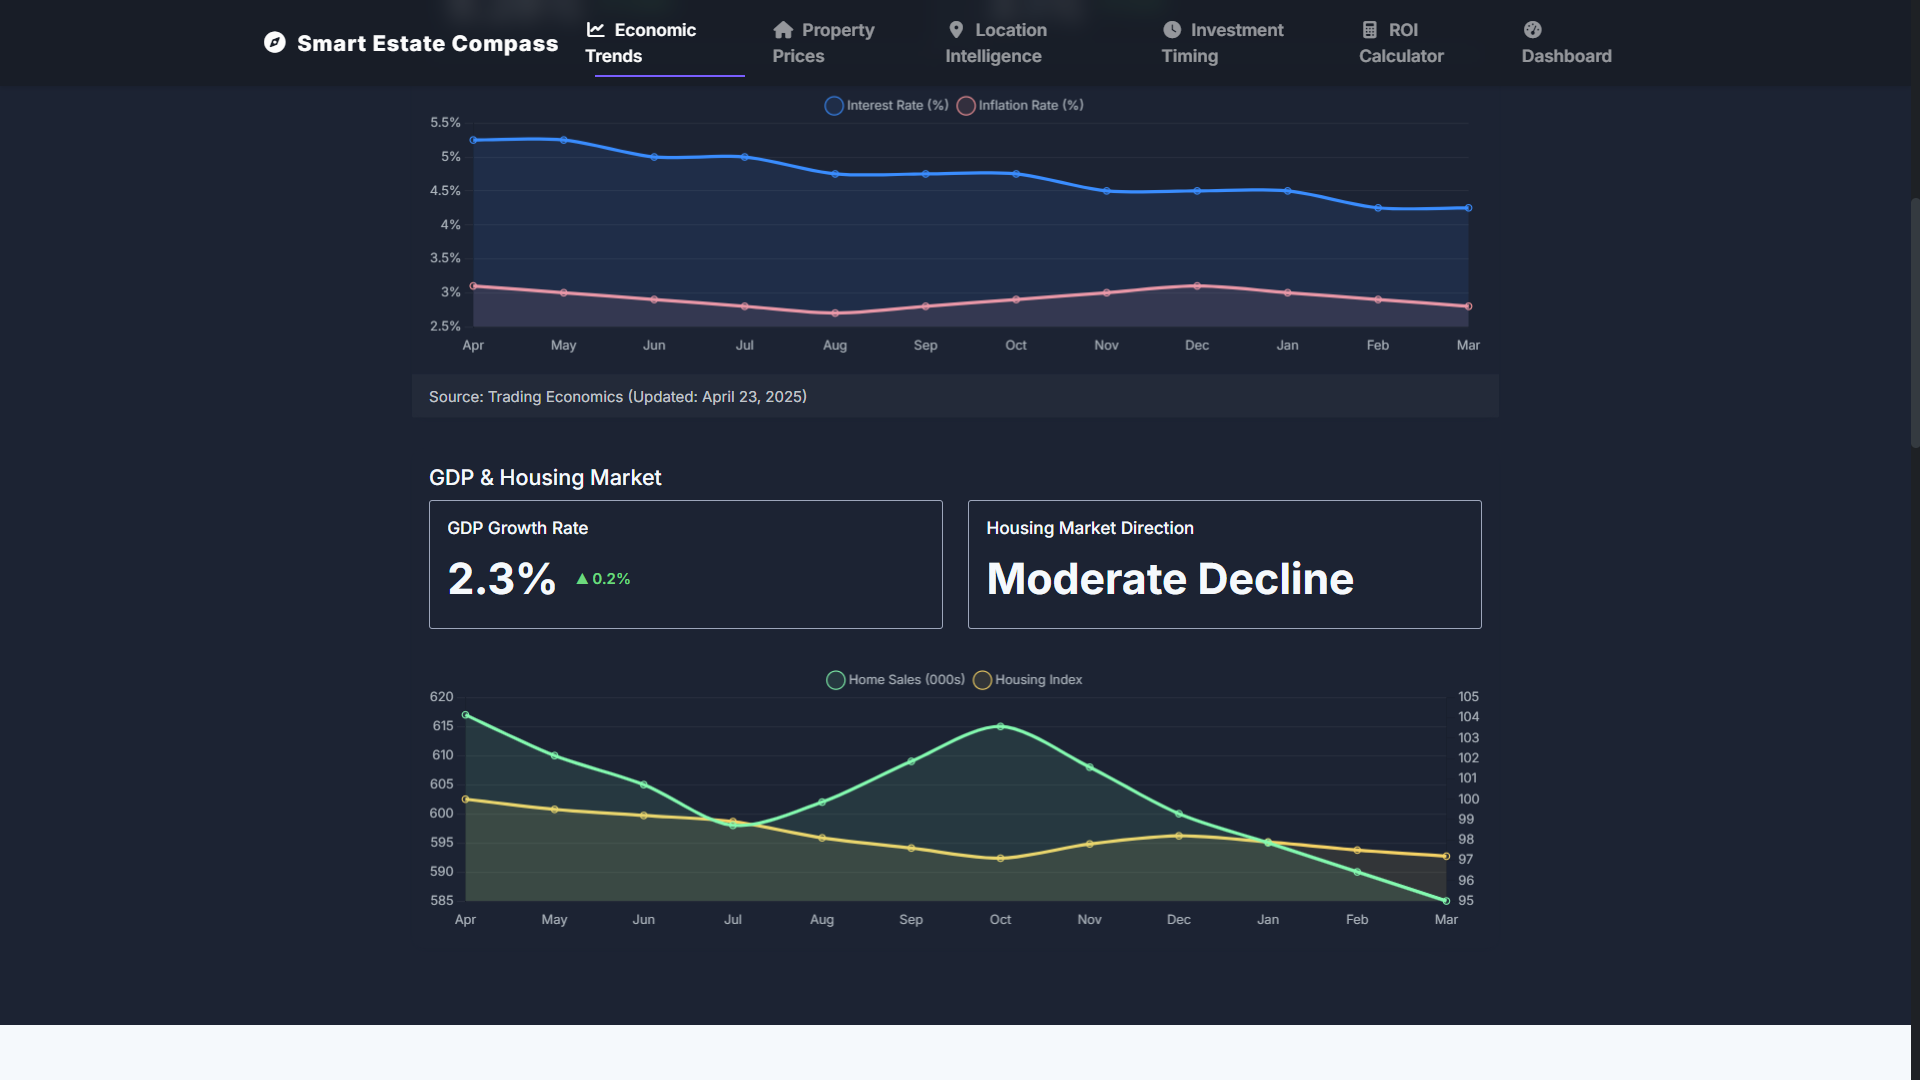 Smart Estate Compass
Economic Trends
Property Prices
Location Intelligence
Investment Timing
ROI Calculator
Dashboard
Interest Rate (%) Inflation Rate (%)
5.5%
5%
4.5%
4%
3.5%
3%
2.5%
Apr May Jun Jul Aug Sep Oct Nov Dec Jan Feb Mar
Source: Trading Economics (Updated: April 23, 2025)
GDP & Housing Market
GDP Growth Rate
2.3% ▲ 0.2%
Housing Market Direction
Moderate Decline
Home Sales (000s) Housing Index
620
615
610
605
600
595
590
585
105
104
103
102
101
100
99
98
97
96
95
Apr May Jun Jul Aug Sep Oct Nov Dec Jan Feb Mar